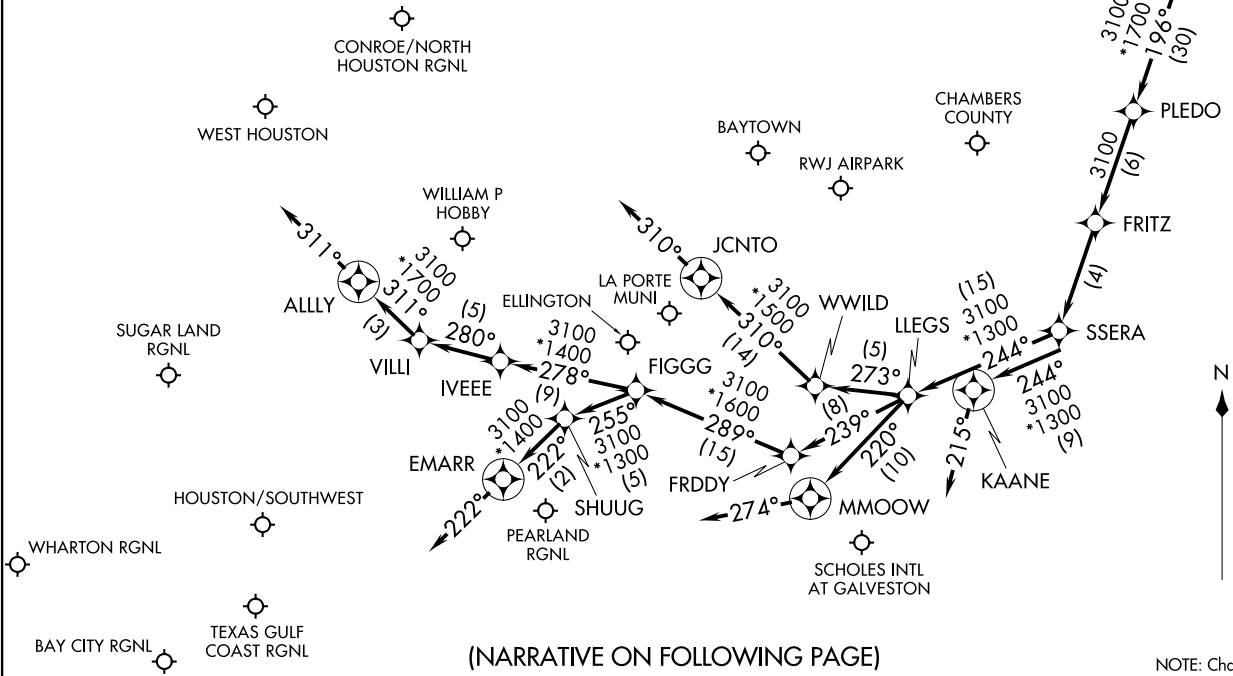 3100
*1700
196°
(30)
CONROE/NORTH
HOUSTON RGNL
WEST HOUSTON
BAYTOWN
RWJ AIRPARK
CHAMBERS
COUNTY
PLEDO
3100
(6)
FRITZ
(4)
SSERA
WILLIAM P
HOBBY
311°
ALLLY
3100
*1700
311°
(3)
VILLI
(5)
280°
IVEEE
SUGAR LAND
RGNL
ELLINGTON
LA PORTE
MUNI
310°
JCNTO
3100
*1500
310°
(14)
WWILD
(5)
273°
LLEGS
(15)
3100
*1300
244°
244°
3100
*1300
(9)
KAANE
215°
N
3100
*1400
278°
(9)
FIGGG
3100
*1600
289°
(15)
(8)
239°
220°
(10)
FRDDY
274°
MMOOW
255°
3100
*1300
(5)
SHUUG
3100
*1400
222°
(2)
EMARR
222°
PEARLAND
RGNL
HOUSTON/SOUTHWEST
WHARTON RGNL
SCHOLES INTL
AT GALVESTON
TEXAS GULF
COAST RGNL
BAY CITY RGNL
(NARRATIVE ON FOLLOWING PAGE)
NOTE: Cha